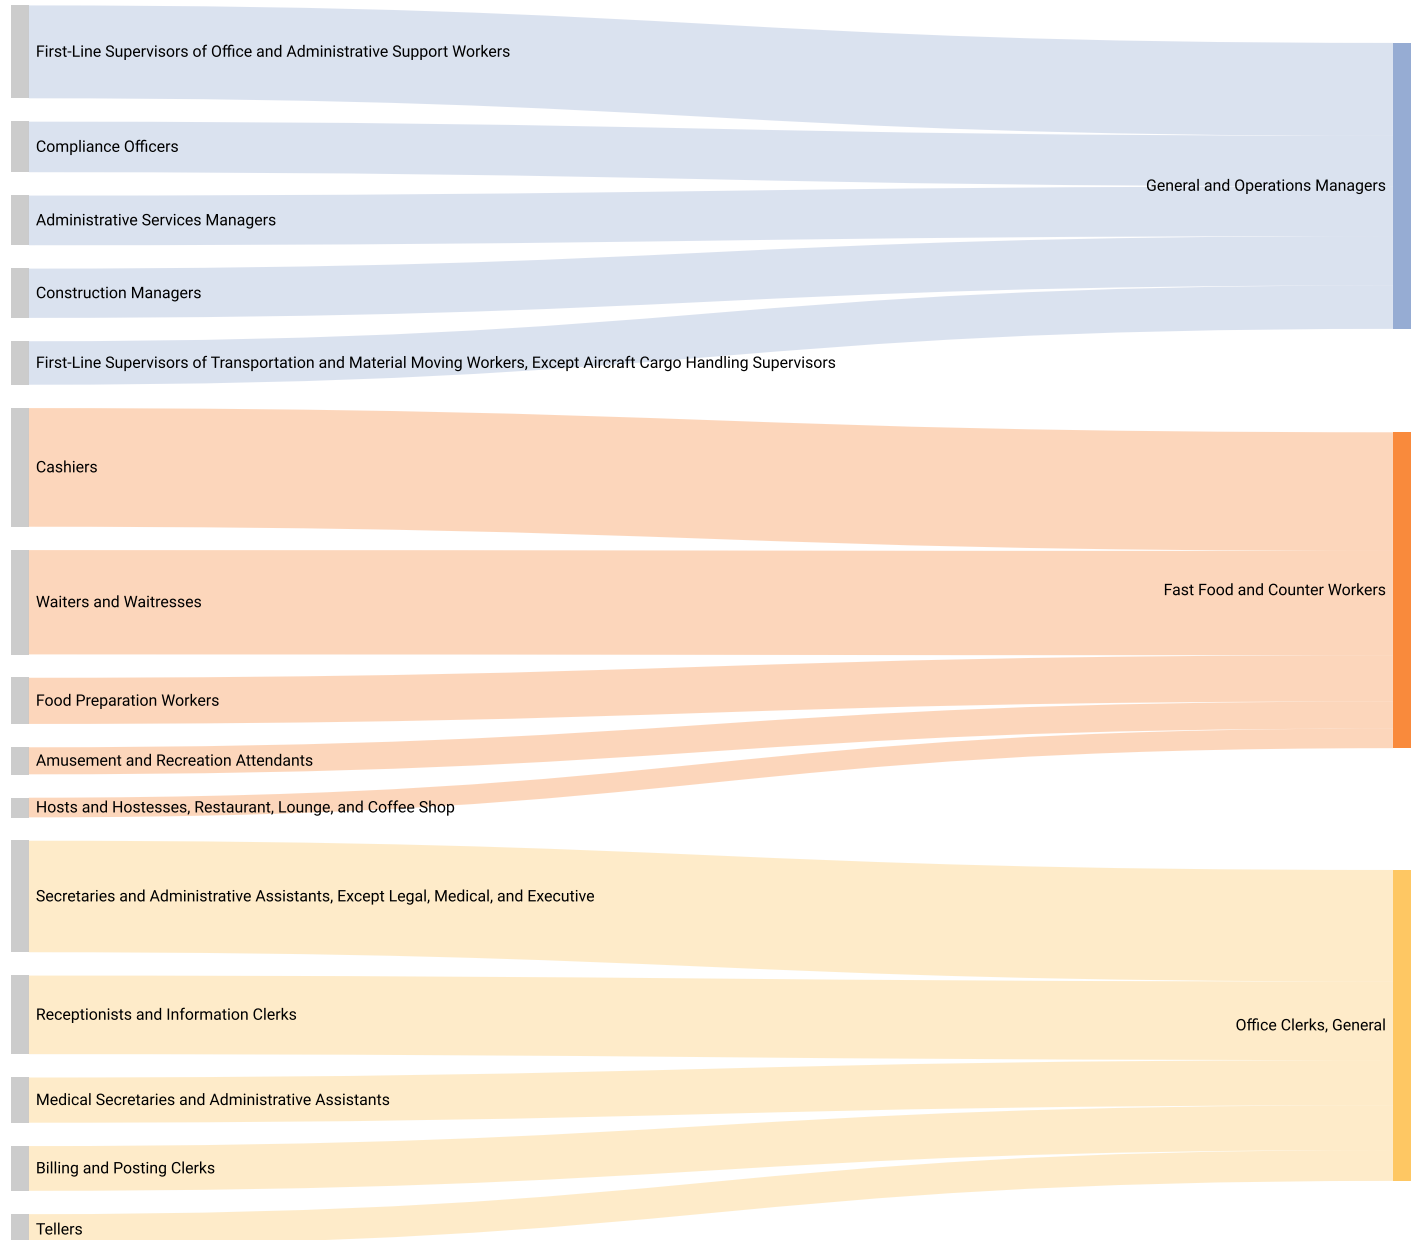 First-Line Supervisors of Office and Administrative Support Workers
Compliance Officers
General and Operations Managers
Administrative Services Managers
Construction Managers
First-Line Supervisors of Transportation and Material Moving Workers, Except Aircraft Cargo Handling Supervisors
Cashiers
Fast Food and Counter Workers
Waiters and Waitresses
Food Preparation Workers
Amusement and Recreation Attendants
Hosts and Hostesses, Restaurant, Lounge, and Coffee Shop
Secretaries and Administrative Assistants, Except Legal, Medical, and Executive
Receptionists and Information Clerks
Office Clerks, General
Medical Secretaries and Administrative Assistants
Billing and Posting Clerks
Tellers